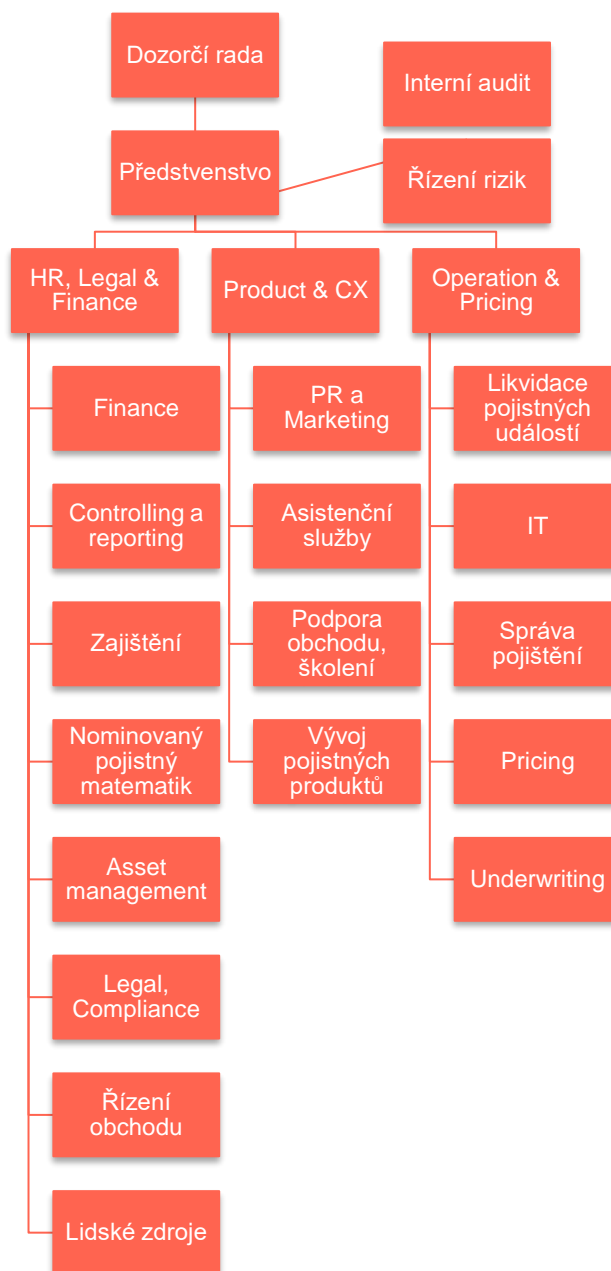 Dozorčí rada
Interní audit
Předstvenstvo
Řízení rizik
HR, Legal &
Finance
Product & CX
Operation &
Pricing
Finance
PR a
Marketing
Likvidace
pojistných
událostí
Controlling a
reporting
Asistenční
služby
IT
Zajištění
Podpora
obchodu,
školení
Správa
pojištění
Nominovaný
pojistný
matematik
Vývoj
pojistných
produktů
Pricing
Asset
management
Underwriting
Legal,
Compliance
Řízení
obchodu
Lidské zdroje